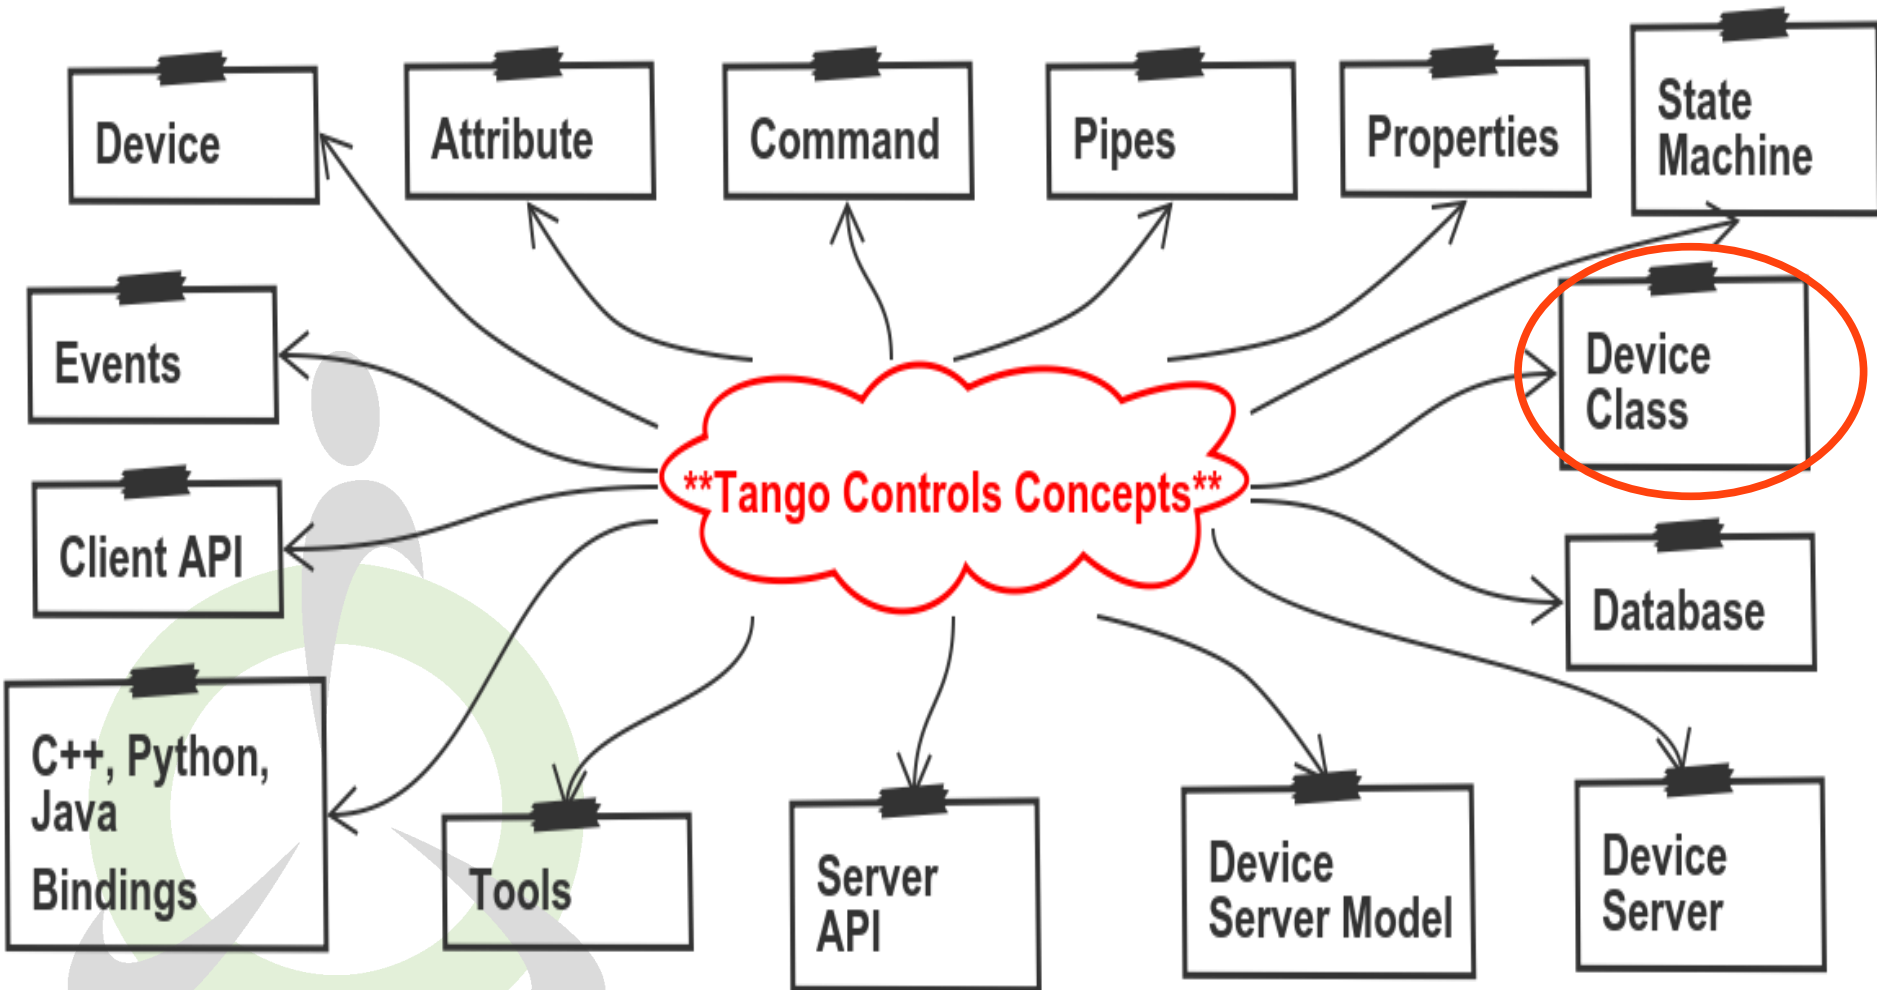 Device
Attribute
Command
Pipes
Properties
State
Machine
Events
Device
Class
**Tango Controls Concepts**
Client API
Database
C++, Python,
Java
Bindings
Tools
Server
API
Device
Server Model
Device
Server